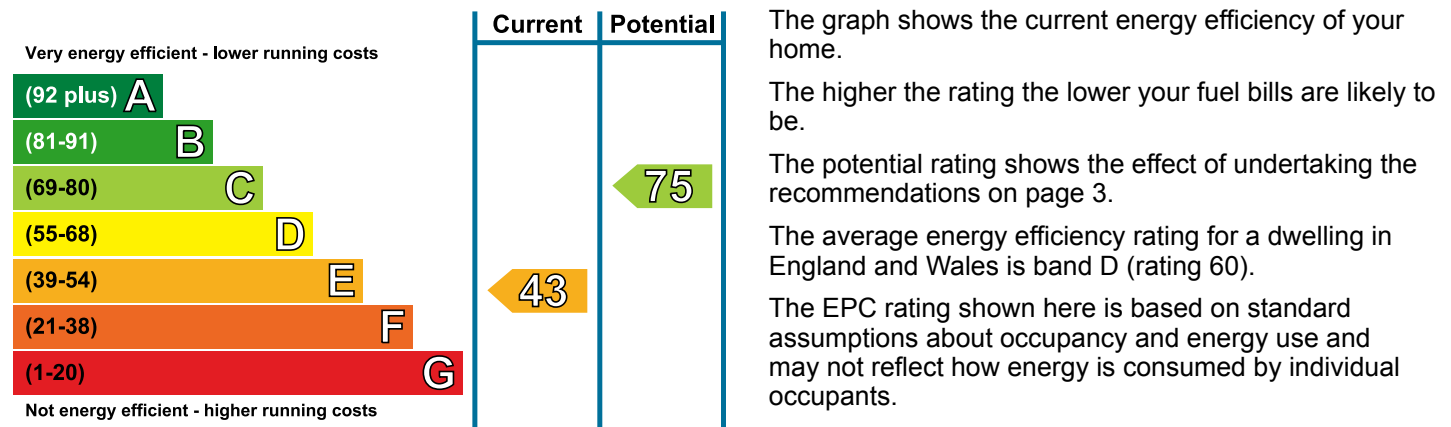 Current Potential
Very energy efficient - lower running costs
(92 plus) A
(81-91) B
(69-80) C
75
(55-68) D
(39-54) E
43
(21-38) F
(1-20) G
Not energy efficient - higher running costs
The graph shows the current energy efficiency of your
home.
The higher the rating the lower your fuel bills are likely to
be.
The potential rating shows the effect of undertaking the
recommendations on page 3.
The average energy efficiency rating for a dwelling in
England and Wales is band D (rating 60).
The EPC rating shown here is based on standard
assumptions about occupancy and energy use and
may not reflect how energy is consumed by individual
occupants.